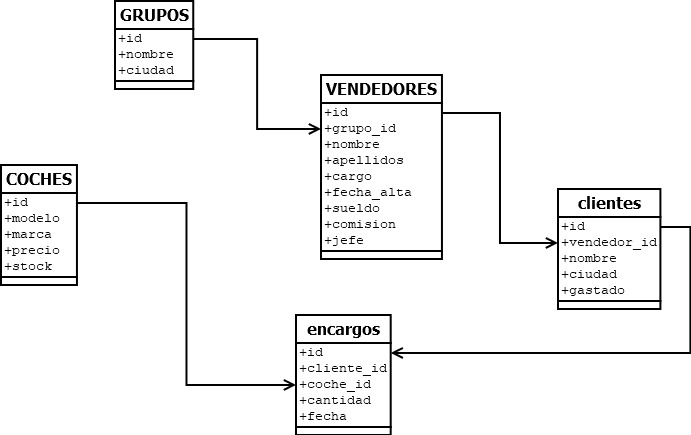 GRUPOS
+id
+nombre
+ciudad
VENDEDORES
+id
+grupo_id
+nombre
+apellidos
+cargo
+fecha_alta
+sueldo
+comision
+jefe
COCHES
+id
+modelo
+marca
+precio
+stock
clientes
+id
+vendedor_id
+nombre
+ciudad
+gastado
encargos
+id
+cliente_id
+coche_id
+cantidad
+fecha